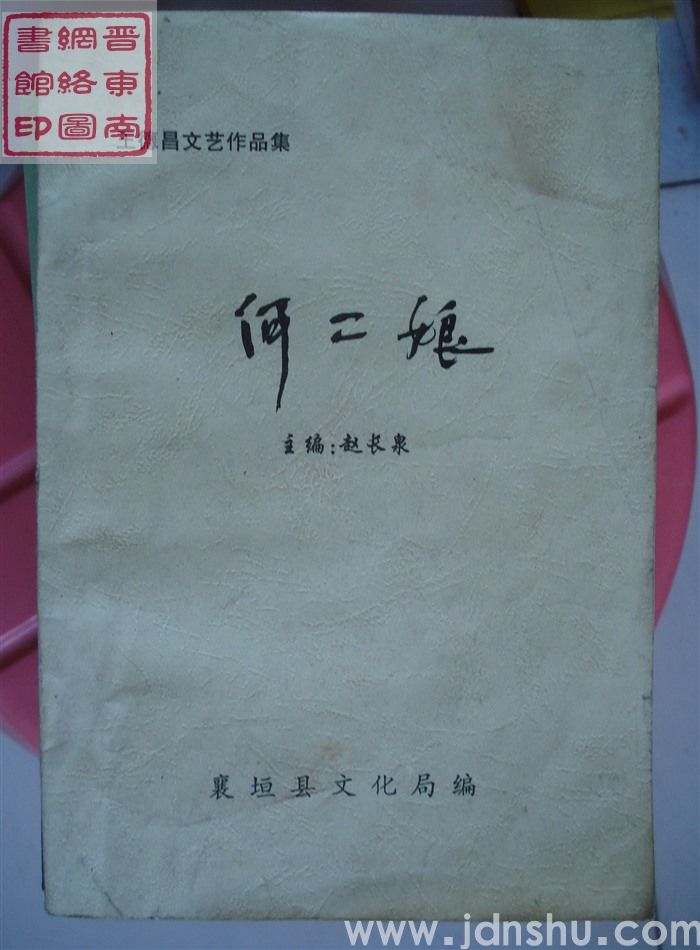 晋東南
網絡圖
書館印
昌文艺作品集
何二娘
主编:赵长泉
襄垣县文化局编
www.jdnshu.com